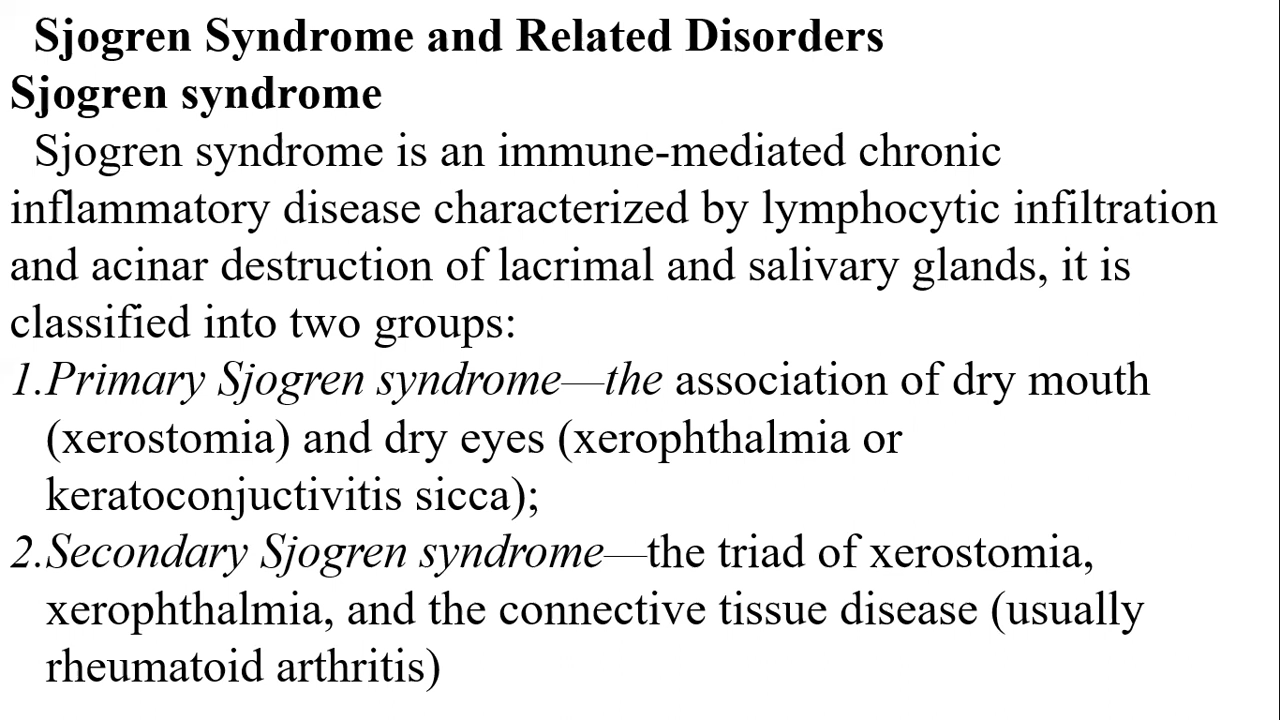 Sjogren Syndrome and Related Disorders
Sjogren syndrome
Sjogren syndrome is an immune-mediated chronic
inflammatory disease characterized by lymphocytic infiltration
and acinar destruction of lacrimal and salivary glands, it is
classified into two groups:
1.Primary Sjogren syndrome—the association of dry mouth
(xerostomia) and dry eyes (xerophthalmia or
keratoconjuctivitis sicca);
2.Secondary Sjogren syndrome—the triad of xerostomia,
xerophthalmia, and the connective tissue disease (usually
rheumatoid arthritis)